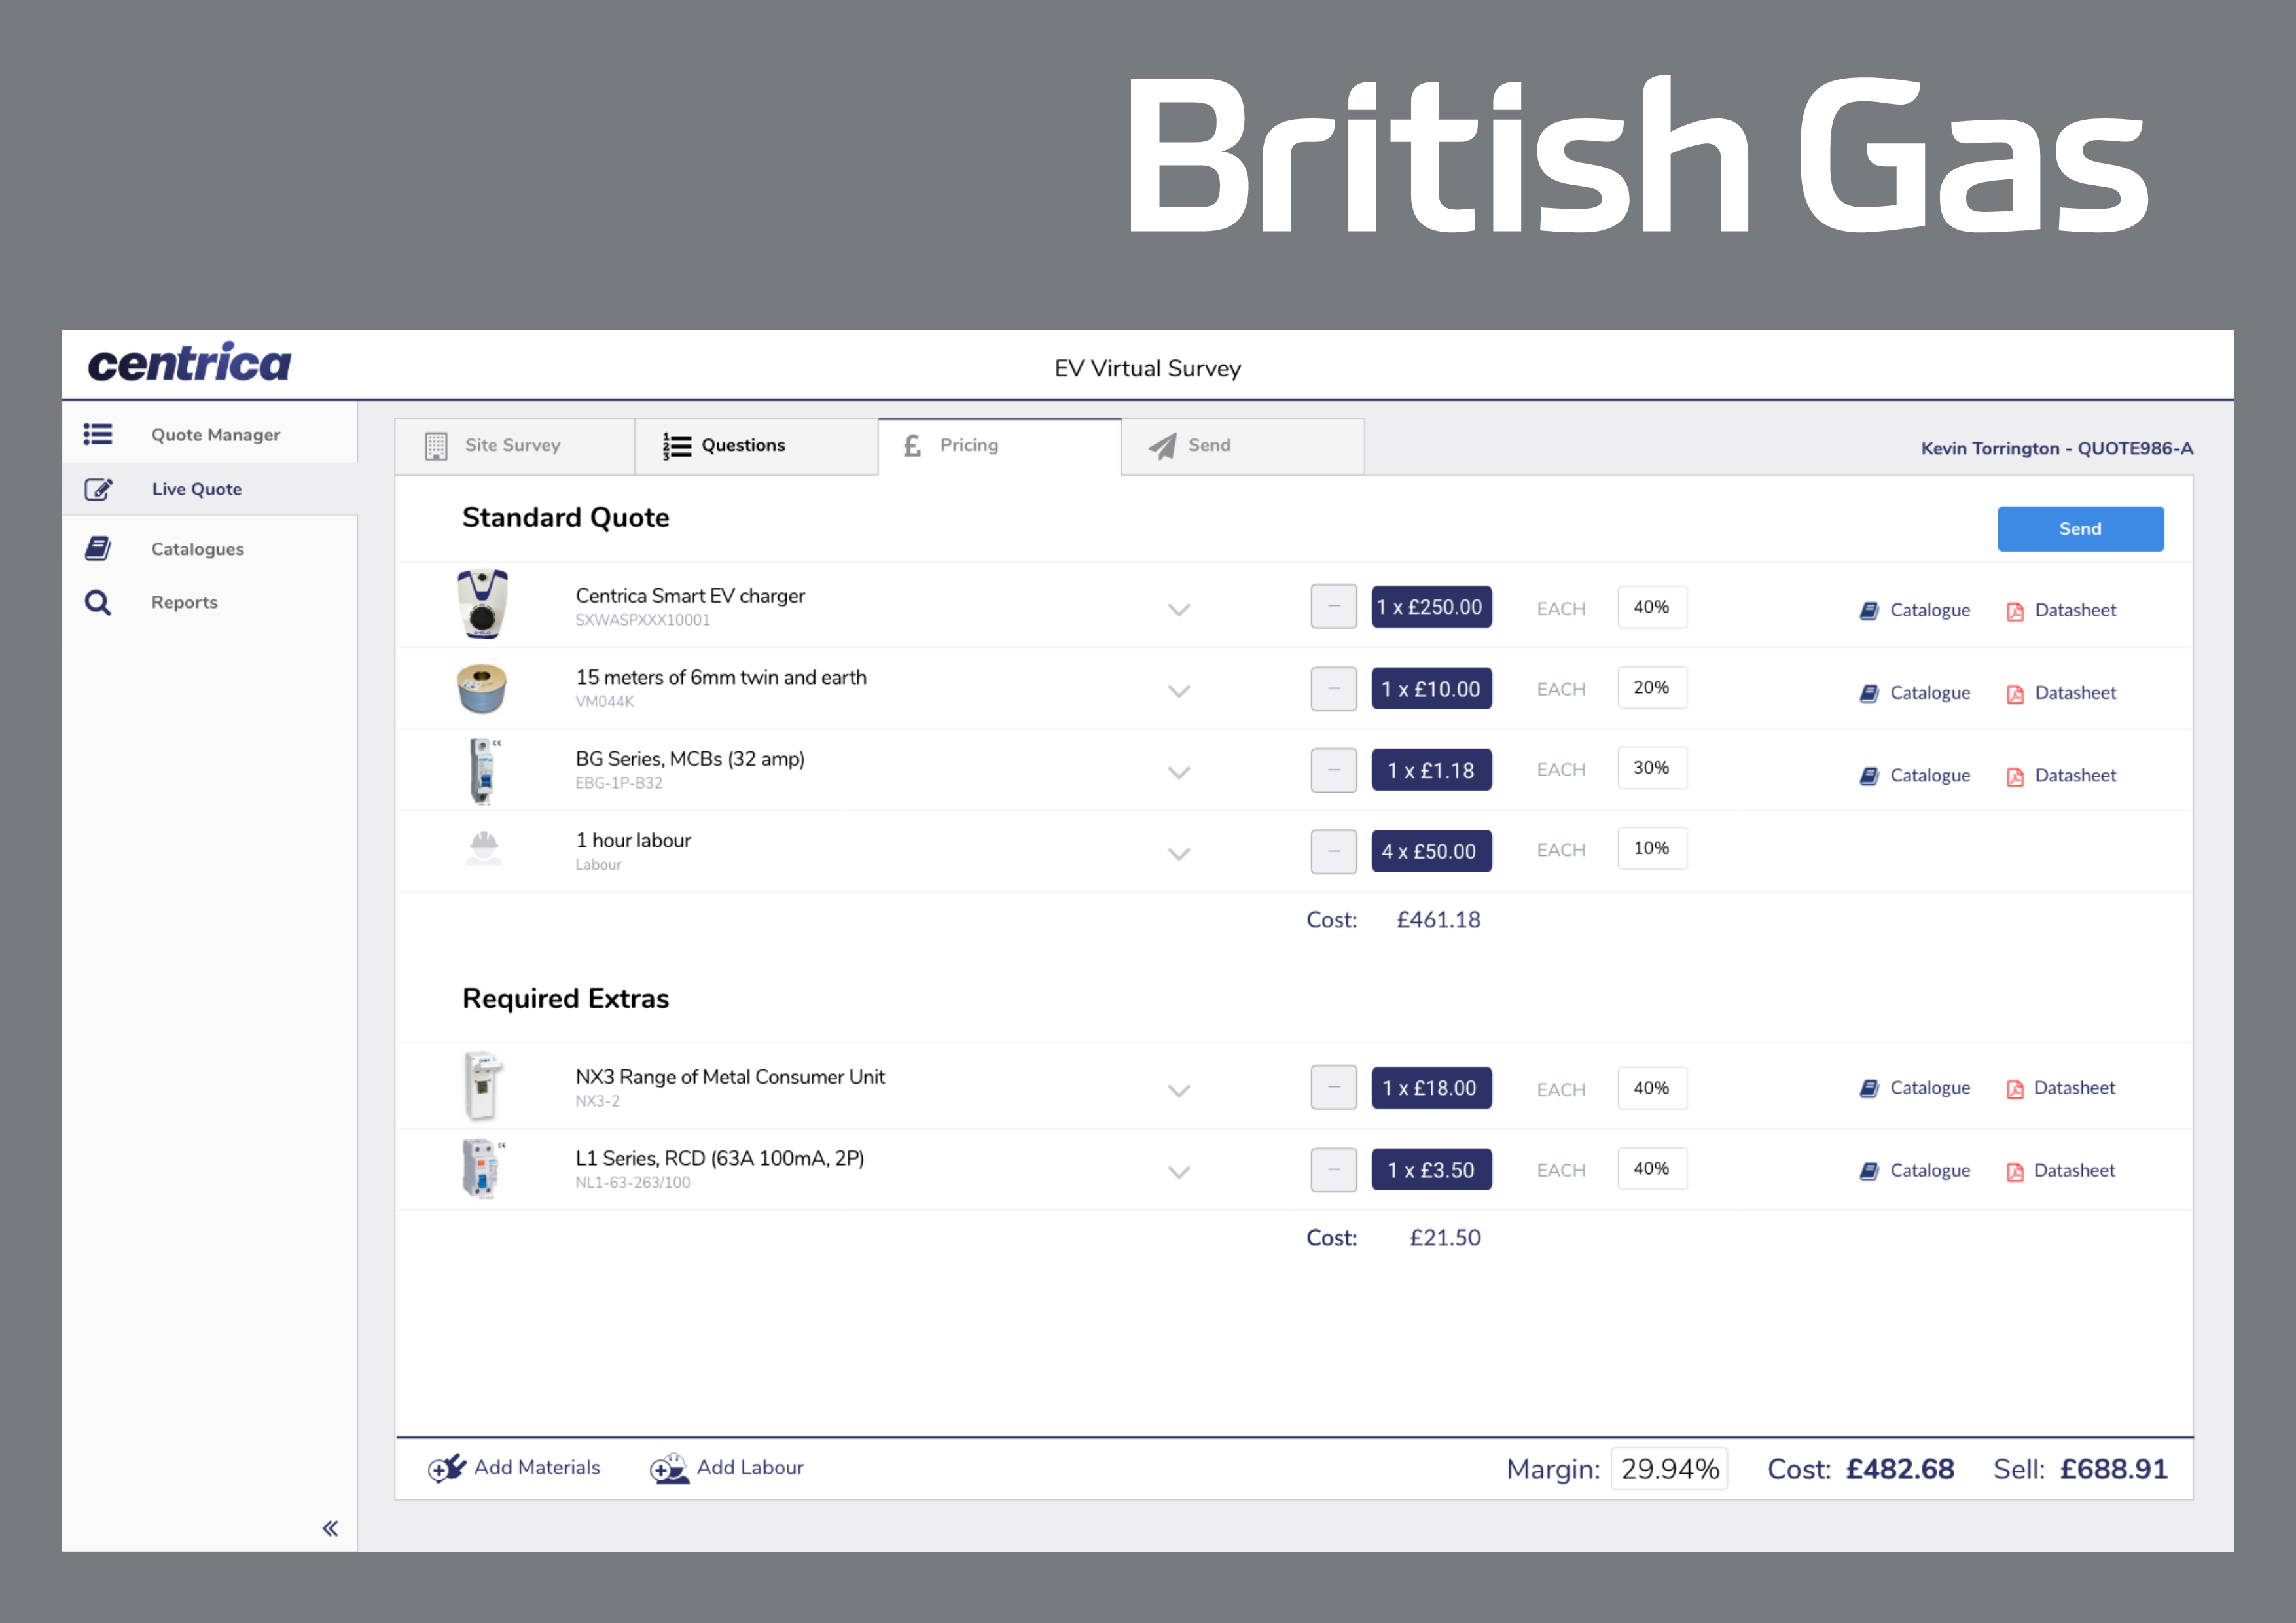 British Gas
centrica
EV Virtual Survey
Quote Manager
Live Quote
Catalogues
Reports
Site Survey
Questions
Pricing
Send
Kevin Torrington - QUOTE986-A
Standard Quote
Send
Centrica Smart EV charger
SXWASPXXX10001
1 x £250.00 EACH 40% Catalogue Datasheet
15 meters of 6mm twin and earth
VM044K
1 x £10.00 EACH 20% Catalogue Datasheet
BG Series, MCBs (32 amp)
EBG-1P-B32
1 x £1.18 EACH 30% Catalogue Datasheet
1 hour labour
Labour
4 x £50.00 EACH 10%
Cost: £461.18
Required Extras
NX3 Range of Metal Consumer Unit
NX3-2
1 x £18.00 EACH 40% Catalogue Datasheet
L1 Series, RCD (63A 100mA, 2P)
NL1-63-263/100
1 x £3.50 EACH 40% Catalogue Datasheet
Cost: £21.50
Add Materials
Add Labour
Margin: 29.94% Cost: £482.68 Sell: £688.91